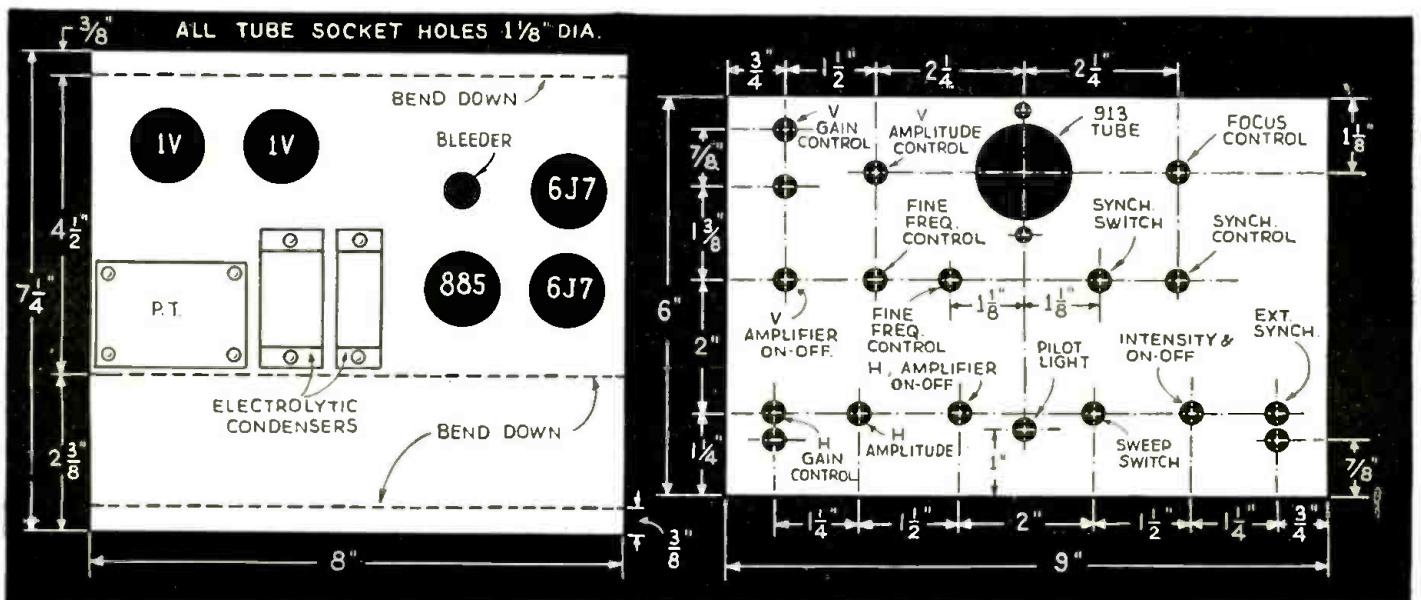 ALL TUBE SOCKET HOLES 1 1/8" DIA.
3/8"
BEND DOWN
1V
1V
BLEEDER
6J7
4 1/2"
7 1/4"
885
6J7
P.T.
ELECTROLYTIC
CONDENSERS
BEND DOWN
2 3/8"
3/8"
8"
3/4"
1 1/2"
2 1/4"
2 1/4"
V
GAIN
CONTROL
V
AMPLITUDE
CONTROL
913
TUBE
FOCUS
CONTROL
1 1/8"
7/8"
FINE
FREQ.
CONTROL
SYNCH.
SWITCH
SYNCH.
CONTROL
1 3/8"
6"
1 1/8"
1 1/8"
V
AMPLIFIER
ON-OFF.
FINE
FREQ.
CONTROL
PILOT
LIGHT
INTENSITY &
ON-OFF
EXT.
SYNCH.
2"
H, AMPLIFIER
ON-OFF
1 1/4"
H
GAIN
CONTROL
H
AMPLITUDE
1"
SWEEP
SWITCH
7/8"
1 1/4"
1 1/2"
2"
1 1/2"
1 1/4"
3/4"
9"